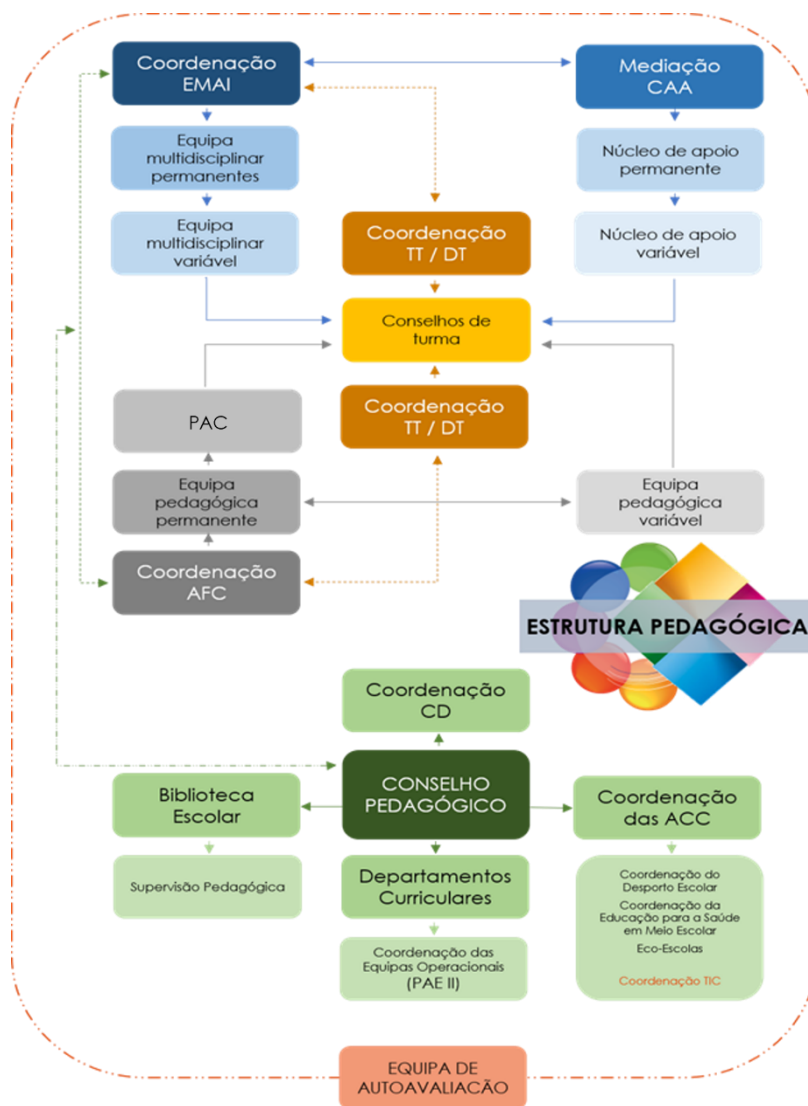 Coordenação
EMAI
Mediação
CAA
Equipa
multidisciplinar
permanentes
Núcleo de apoio
permanente
Equipa
multidisciplinar
variável
Coordenação
TT / DT
Núcleo de apoio
variável
Conselhos de
turma
PAC
Coordenação
TT / DT
Equipa
pedagógica
permanente
Equipa
pedagógica
variável
Coordenação
AFC
ESTRUTURA PEDAGÓGICA
Coordenação
CD
Biblioteca
Escolar
CONSELHO
PEDAGÓGICO
Coordenação
das ACC
Supervisão Pedagógica
Departamentos
Curriculares
Coordenação do
Desporto Escolar
Coordenação da
Educação para a Saúde
em Meio Escolar
Eco-Escolas
Coordenação TIC
Coordenação das
Equipas Operacionais
(PAE II)
EQUIPA DE
AUTOAVALIACÃO